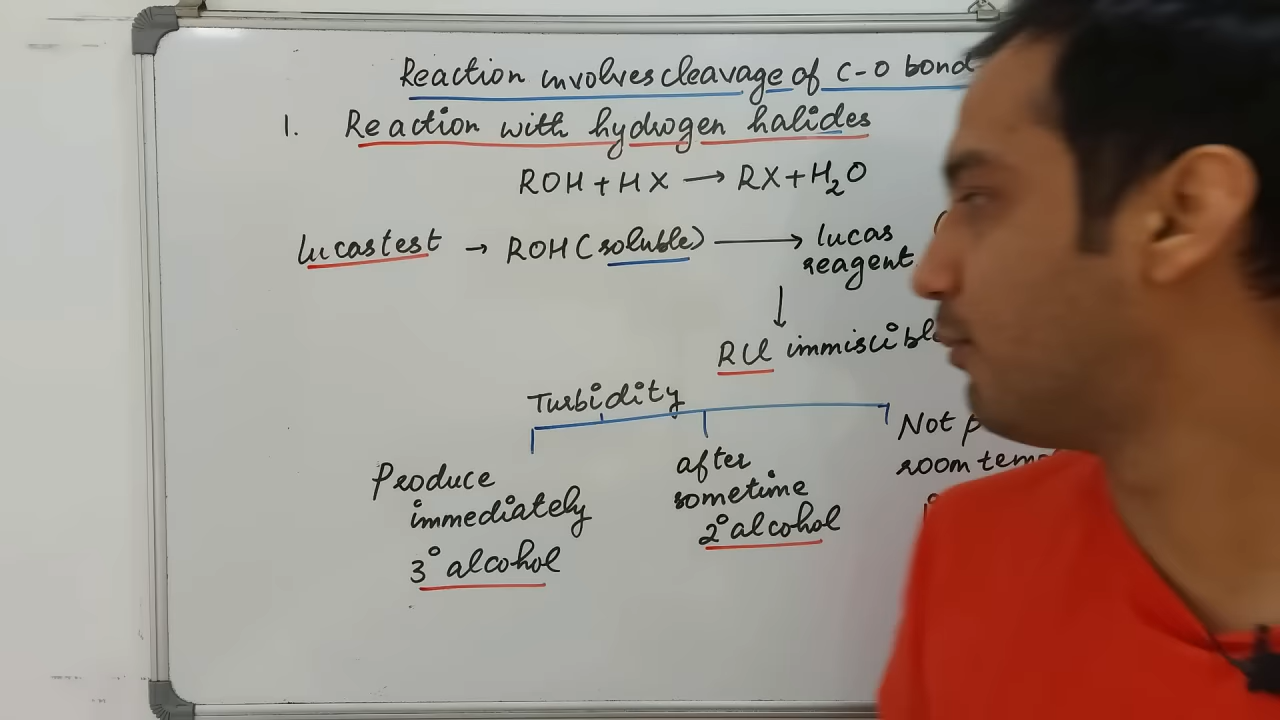 Reaction involves cleavage of C-O bond
1. Reaction with hydrogen halides
ROH + HX → RX + H₂O
lucas test → ROH (soluble) → lucas
reagent
↓
RCl immiscible
Turbidity
Produce
immediately
3° alcohol
after
sometime
2° alcohol
Not
room